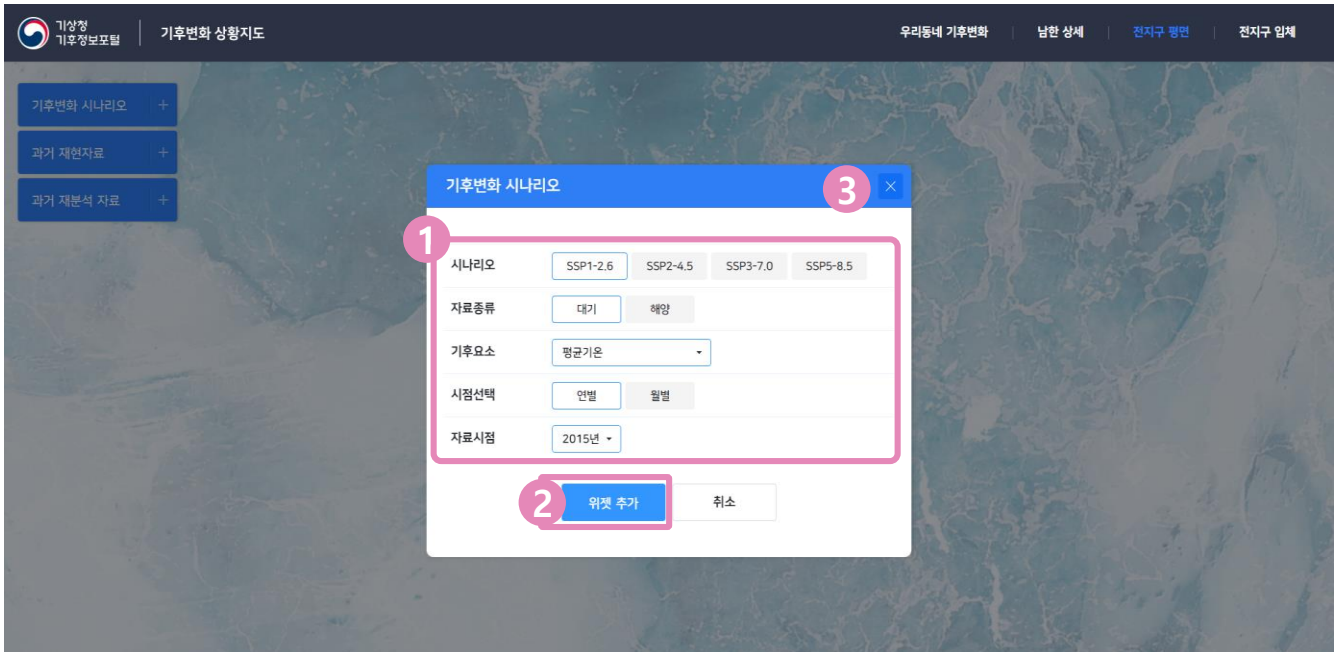 기상청
기후정보포털
기후변화 상황지도
우리동네 기후변화
남한 상세
전지구 평면
전지구 입체
기후변화 시나리오 +
과거 재현자료 +
과거 재분석 자료 +
기후변화 시나리오
3
1
시나리오 SSP1-2.6 SSP2-4.5 SSP3-7.0 SSP5-8.5
자료종류 대기 해양
기후요소 평균기온
시점선택 연별 월별
자료시점 2015년
2
위젯 추가 취소